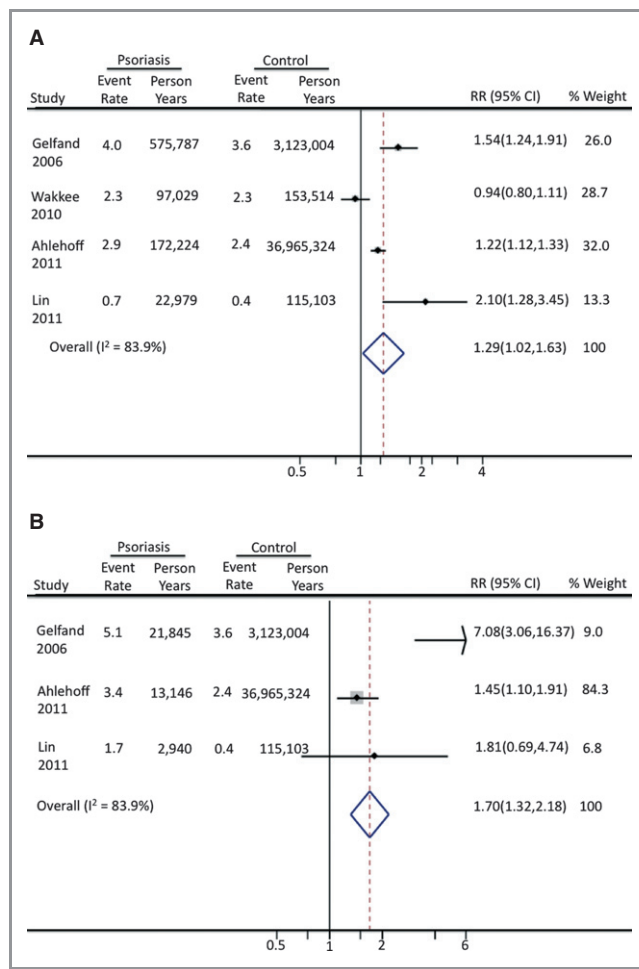 A
Psoriasis Control
Event Person Event Person
Study Rate Years Rate Years RR (95% CI) % Weight
Gelfand 4.0 575,787 3.6 3,123,004 1.54(1.24,1.91) 26.0
2006
Wakkee 2.3 97,029 2.3 153,514 0.94(0.80,1.11) 28.7
2010
Ahlehoff 2.9 172,224 2.4 36,965,324 1.22(1.12,1.33) 32.0
2011
Lin 0.7 22,979 0.4 115,103 2.10(1.28,3.45) 13.3
2011
Overall (I² = 83.9%) 1.29(1.02,1.63) 100
0.5 1 2 4
B
Psoriasis Control
Event Person Event Person
Study Rate Years Rate Years RR (95% CI) % Weight
Gelfand 5.1 21,845 3.6 3,123,004 7.08(3.06,16.37) 9.0
2006
Ahlehoff 3.4 13,146 2.4 36,965,324 1.45(1.10,1.91) 84.3
2011
Lin 1.7 2,940 0.4 115,103 1.81(0.69,4.74) 6.8
2011
Overall (I² = 83.9%) 1.70(1.32,2.18) 100
0.5 1 2 6